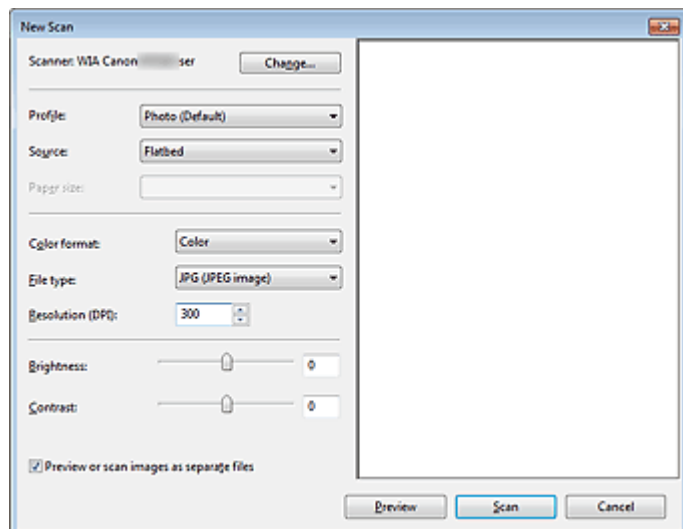 New Scan
Scanner: WIA Canon ser
Change...
Profile: Photo (Default)
Source: Flatbed
Paper size:
Color format: Color
File type: JPG (JPEG image)
Resolution (DPI): 300
Brightness: 0
Contrast: 0
Preview or scan images as separate files
Preview Scan Cancel